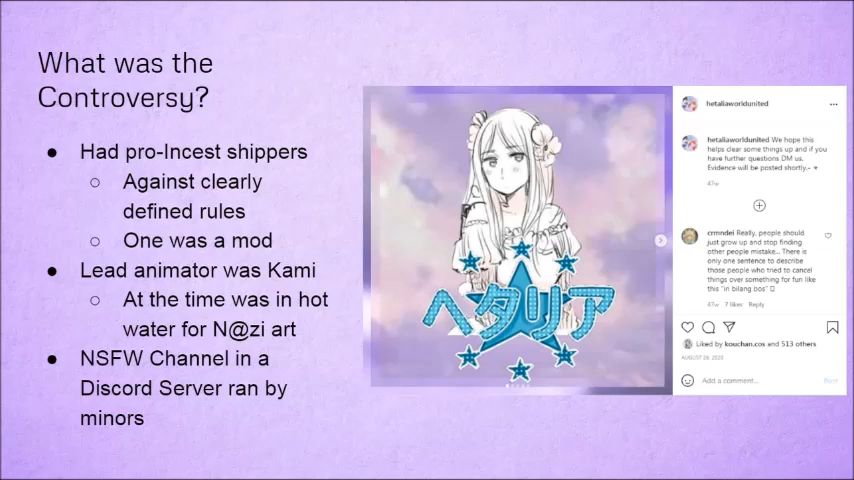 What was the
Controversy?
● Had pro-Incest shippers
○ Against clearly
defined rules
○ One was a mod
● Lead animator was Kami
○ At the time was in hot
water for N@zi art
● NSFW Channel in a
Discord Server ran by
minors
ヘタリア
hetaliaworldunited
hetaliaworldunited We hope this
helps clear some things up and if you
have further questions DM us.
Evidence will be posted shortly.-
47w
crmndei Really, people should
just grow up and stop finding
other people mistake... There is
only one sentence to describe
those people who tried to cancel
things over something for fun like
this "in bilang bos"
47w 7 likes Reply
Liked by kouchan.cos and 513 others
AUGUST 28, 2020
Add a comment...
Post